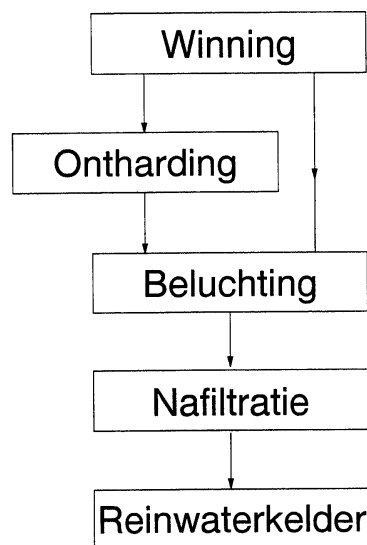 Winning
Ontharding
Beluchting
Nafiltratie
Reinwaterkelder